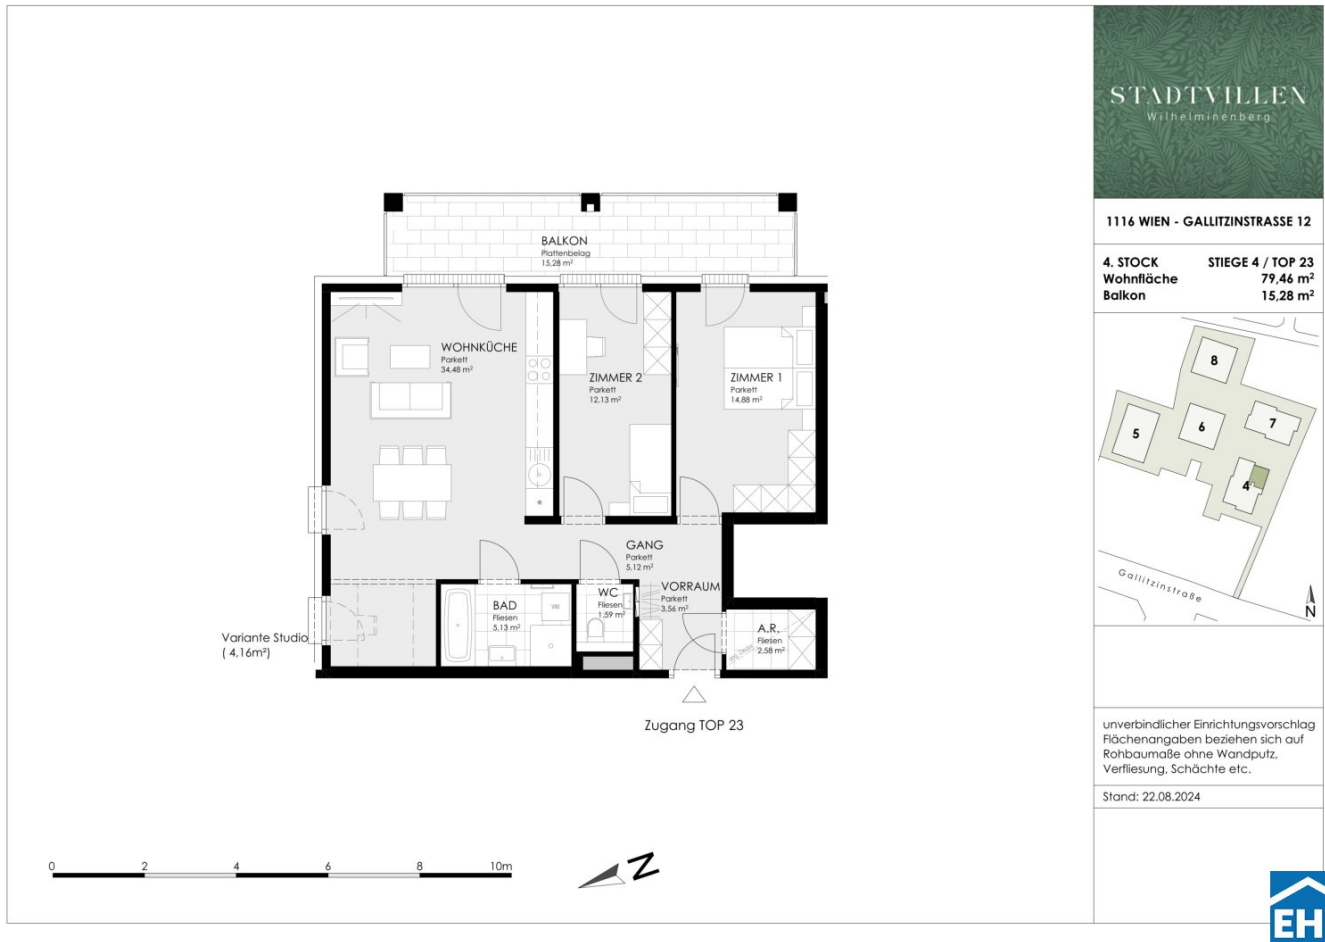 STADTVILLEN
Wilhelminenberg
1116 WIEN - GALLITZINSTRASSE 12
4. STOCK STIEGE 4 / TOP 23
Wohnfläche 79,46 m²
Balkon 15,28 m²
8
5
6
7
4
Gallitzinstraße
N
unverbindlicher Einrichtungsvorschlag
Flächenangaben beziehen sich auf
Rohbaumaße ohne Wandputz,
Verfliesung, Schächte etc.
Stand: 22.08.2024
EH
BALKON
Plattenbelag
15,28 m²
WOHNKÜCHE
Parkett
34,48 m²
ZIMMER 2
Parkett
12,13 m²
ZIMMER 1
Parkett
14,88 m²
GANG
Parkett
5,12 m²
VORRAUM
Parkett
3,56 m²
WC
Fliesen
1,59 m²
BAD
Fliesen
5,13 m²
WM
A.R.
Fliesen
2,58 m²
Variante Studio
( 4,16m²)
Zugang TOP 23
0 2 4 6 8 10m
N